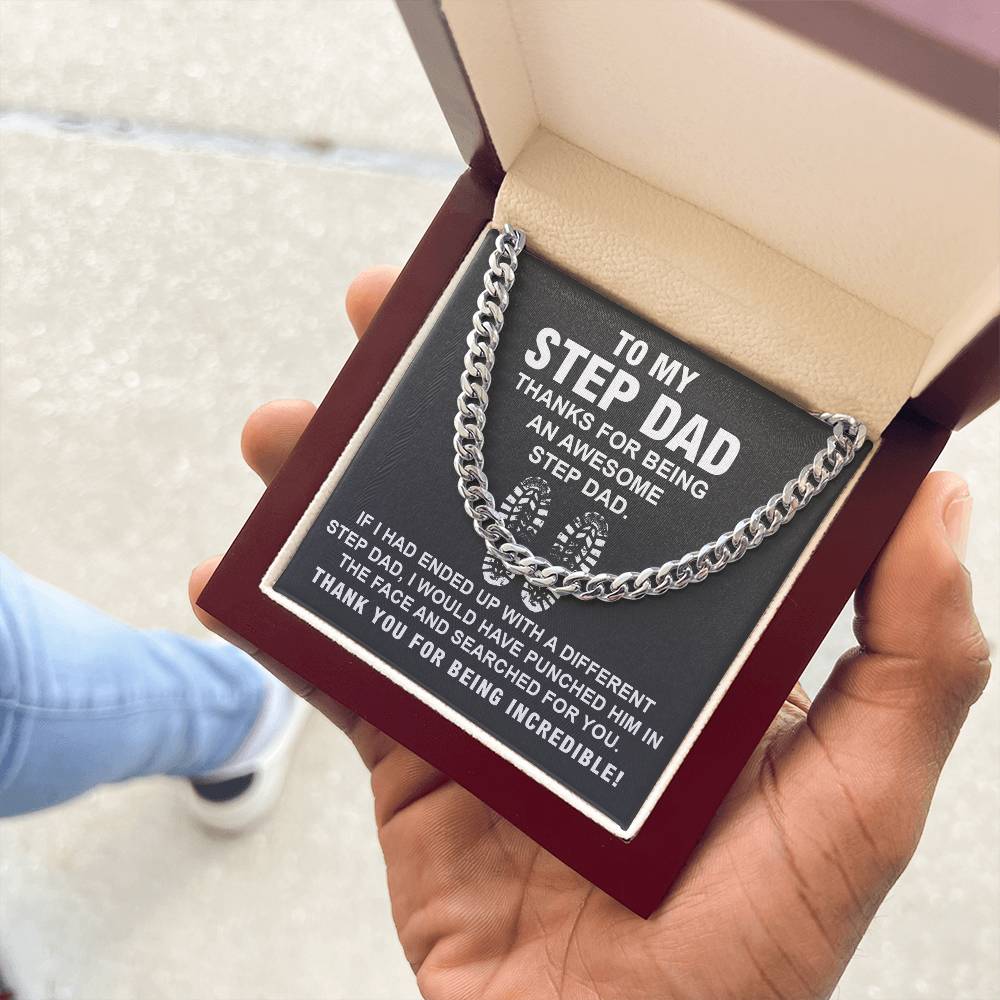 TO MY
STEP DAD
THANKS FOR BEING
AN AWESOME
STEP DAD.
IF I HAD ENDED UP WITH A DIFFERENT
STEP DAD, I WOULD HAVE PUNCHED HIM IN
THE FACE AND SEARCHED FOR YOU.
THANK YOU FOR BEING INCREDIBLE!